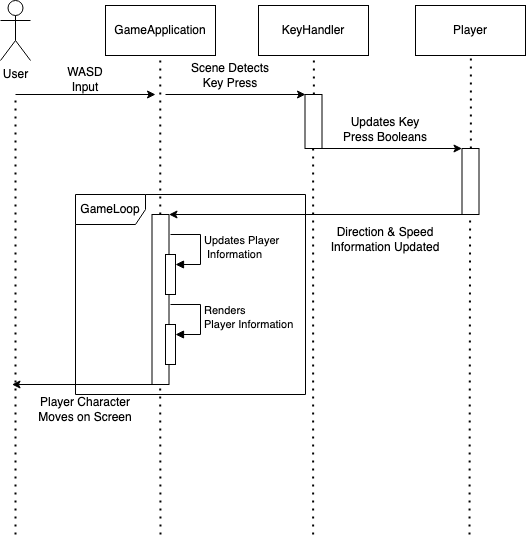 GameApplication
KeyHandler
Player
User
WASD
Input
Scene Detects
Key Press
Updates Key
Press Booleans
GameLoop
Direction & Speed
Information Updated
Updates Player
Information
Renders
Player Information
Player Character
Moves on Screen